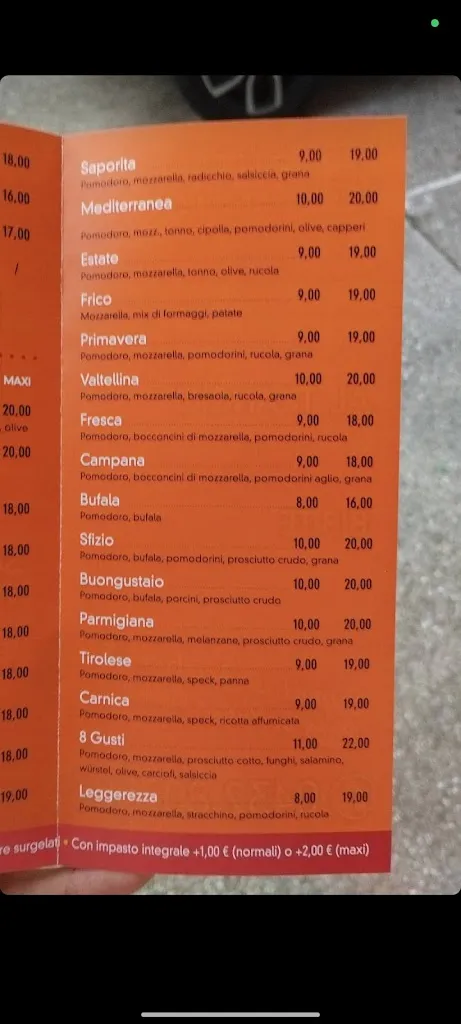 18,00
16,00
17,00
/
MAXI
20,00
, olive
20,00
18,00
18,00
18,00
18,00
18,00
18,00
18,00
19,00
re surgelati
Saporita 9,00 19,00
Pomodoro, mozzarella, radicchio, salsiccia, grana
Mediterranea 10,00 20,00
Pomodoro, mozz., tonno, cipolla, pomodorini, olive, capperi
Estate 9,00 19,00
Pomodoro, mozzarella, tonno, olive, rucola
Frico 9,00 19,00
Mozzarella, mix di formaggi, patate
Primavera 9,00 19,00
Pomodoro, mozzarella, pomodorini, rucola, grana
Valtellina 10,00 20,00
Pomodoro, mozzarella, bresaola, rucola, grana
Fresca 9,00 18,00
Pomodoro, bocconcini di mozzarella, pomodorini, rucola
Campana 9,00 18,00
Pomodoro, bocconcini di mozzarella, pomodorini aglio, grana
Bufala 8,00 16,00
Pomodoro, bufala
Sfizio 10,00 20,00
Pomodoro, bufala, pomodorini, prosciutto crudo, grana
Buongustaio 10,00 20,00
Pomodoro, bufala, porcini, prosciutto crudo
Parmigiana 10,00 20,00
Pomodoro, mozzarella, melanzane, prosciutto crudo, grana
Tirolese 9,00 19,00
Pomodoro, mozzarella, speck, panna
Carnica 9,00 19,00
Pomodoro, mozzarella, speck, ricotta affumicata
8 Gusti 11,00 22,00
Pomodoro, mozzarella, prosciutto cotto, funghi, salamino,
würstel, olive, carciofi, salsiccia
Leggerezza 8,00 19,00
Pomodoro, mozzarella, stracchino, pomodorini, rucola
• Con impasto integrale +1,00 € (normali) o +2,00 € (maxi)